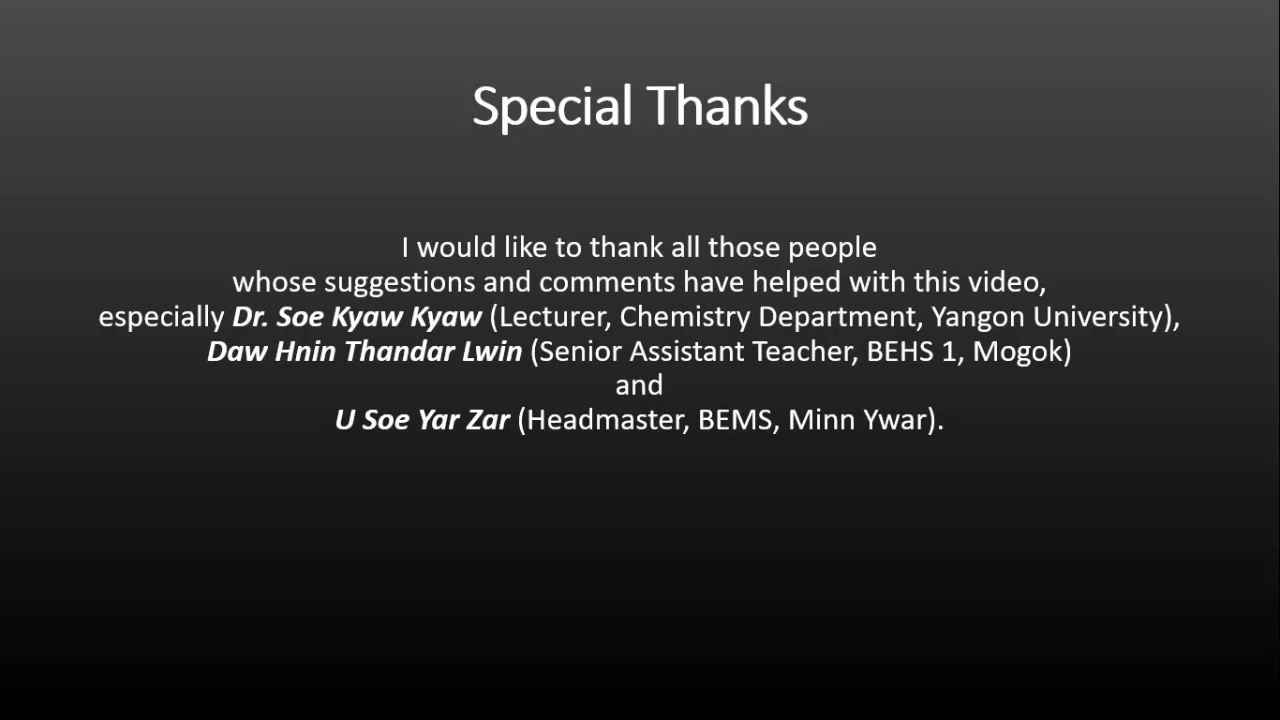 Special Thanks
I would like to thank all those people
whose suggestions and comments have helped with this video,
especially Dr. Soe Kyaw Kyaw (Lecturer, Chemistry Department, Yangon University),
Daw Hnin Thandar Lwin (Senior Assistant Teacher, BEHS 1, Mogok)
and
U Soe Yar Zar (Headmaster, BEMS, Minn Ywar).